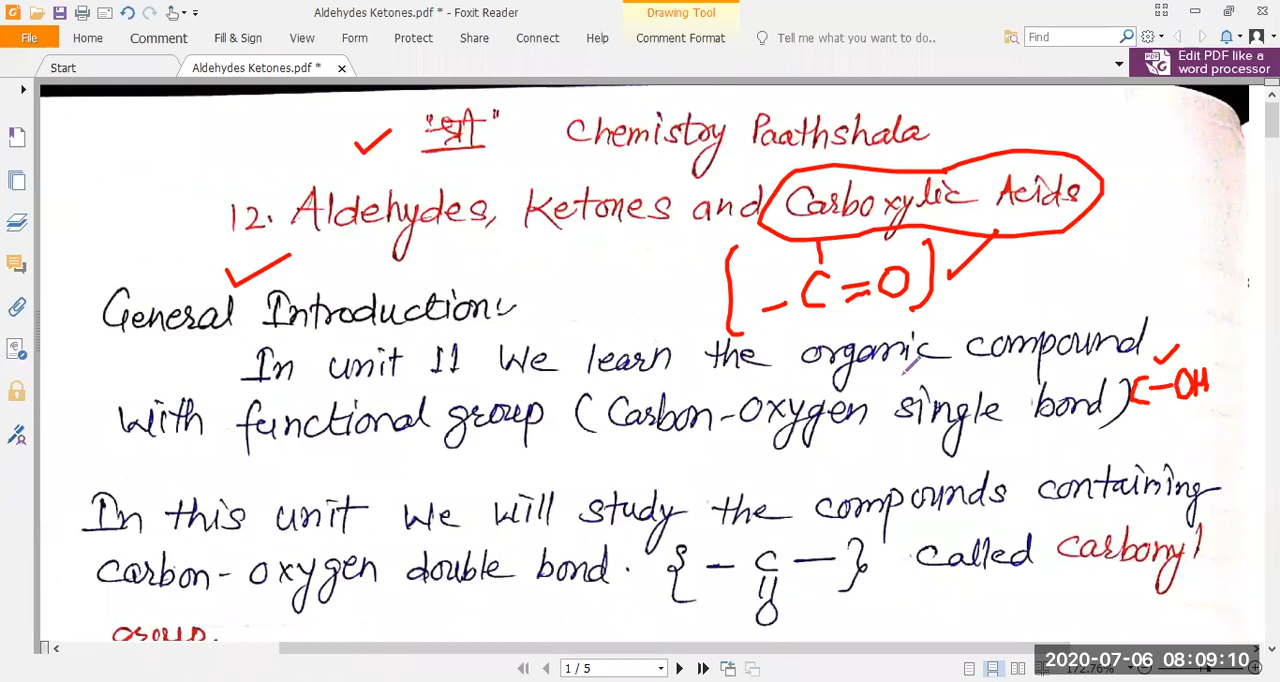 Aldehydes Ketones.pdf * - Foxit Reader
Drawing Tool
File Home Comment Fill & Sign View Form Protect Share Connect Help Comment Format Tell me what you want to do.. Find
Start Aldehydes Ketones.pdf * Edit PDF like a
word processor
"श्री" Chemistry Paathshala
12. Aldehydes, Ketones and Carboxylic Acids
[-C=O]
General Introduction:
In unit 11 We learn the organic compound
With functional group (Carbon-Oxygen single bond) C-OH
In this unit We will study the compounds containing
carbon-oxygen double bond. {-C-} called carbonyl
O
group.
1 / 5
172.76%
2020-07-06 08:09:10